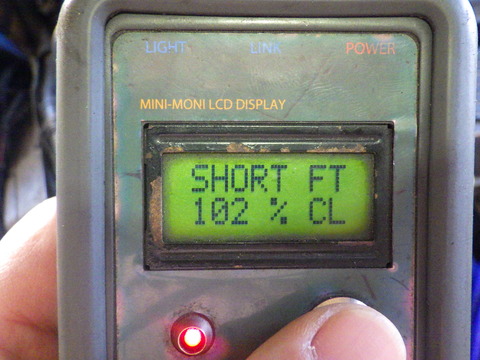 LIGHT LINK POWER
MINI-MONI LCD DISPLAY
SHORT FT
102 % CL